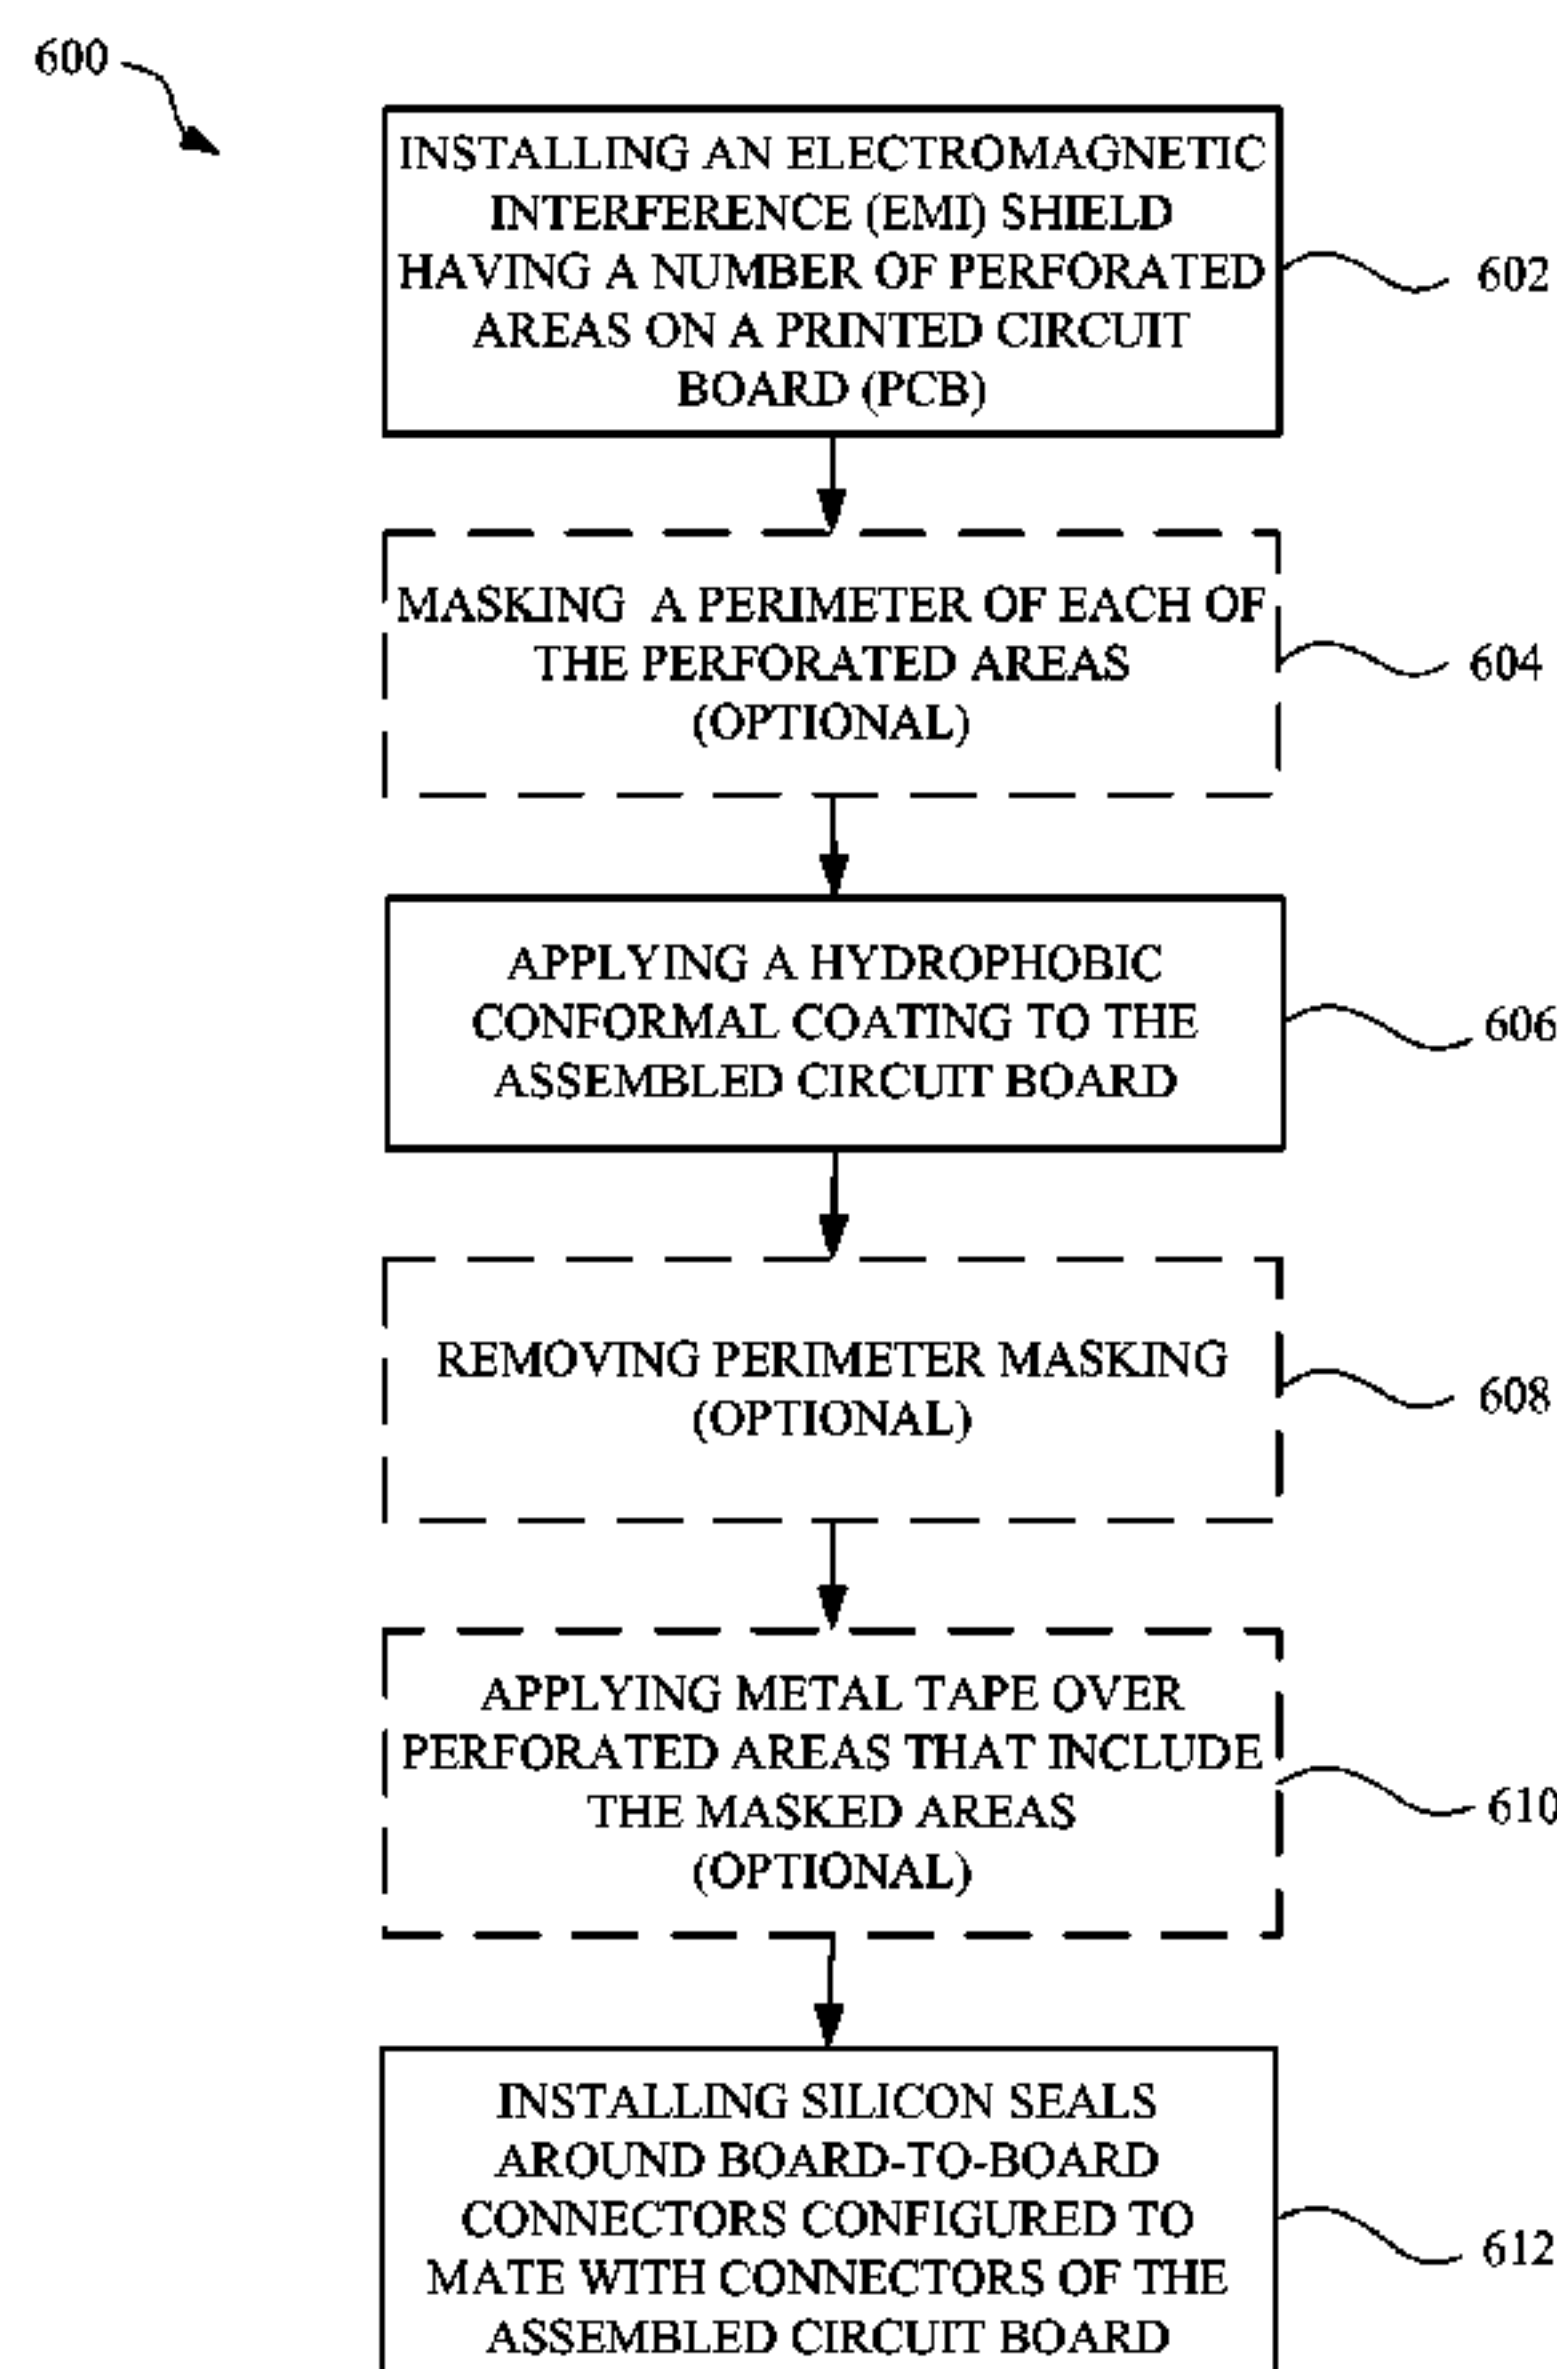 600
INSTALLING AN ELECTROMAGNETIC
INTERFERENCE (EMI) SHIELD
HAVING A NUMBER OF PERFORATED
AREAS ON A PRINTED CIRCUIT
BOARD (PCB)
602
MASKING A PERIMETER OF EACH OF
THE PERFORATED AREAS
(OPTIONAL)
604
APPLYING A HYDROPHOBIC
CONFORMAL COATING TO THE
ASSEMBLED CIRCUIT BOARD
606
REMOVING PERIMETER MASKING
(OPTIONAL)
608
APPLYING METAL TAPE OVER
PERFORATED AREAS THAT INCLUDE
THE MASKED AREAS
(OPTIONAL)
610
INSTALLING SILICON SEALS
AROUND BOARD-TO-BOARD
CONNECTORS CONFIGURED TO
MATE WITH CONNECTORS OF THE
ASSEMBLED CIRCUIT BOARD
612